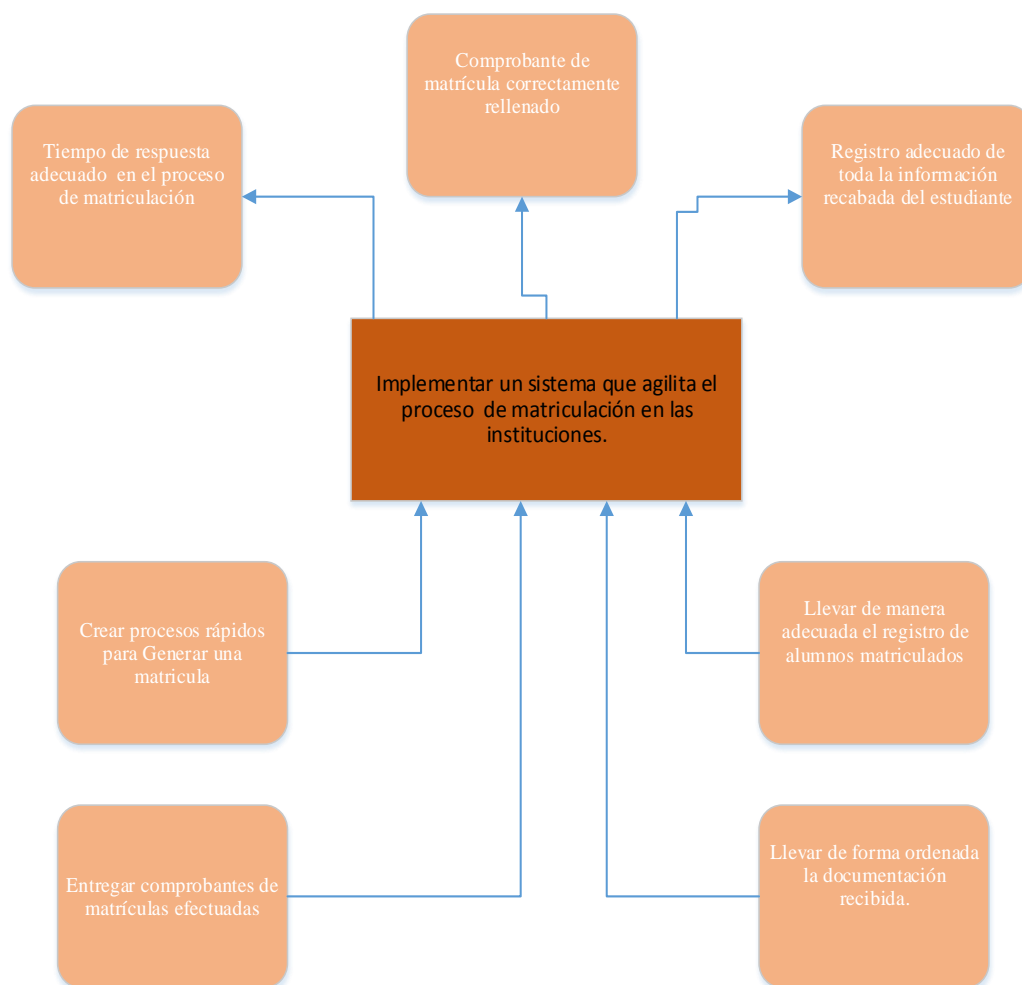 Comprobante de
matrícula correctamente
rellenado
Tiempo de respuesta
adecuado en el proceso
de matriculación
Registro adecuado de
toda la información
recabada del estudiante
Implementar un sistema que agilita el
proceso de matriculación en las
instituciones.
Crear procesos rápidos
para Generar una
matricula
Llevar de manera
adecuada el registro de
alumnos matriculados
Entregar comprobantes de
matrículas efectuadas
Llevar de forma ordenada
la documentación
recibida.